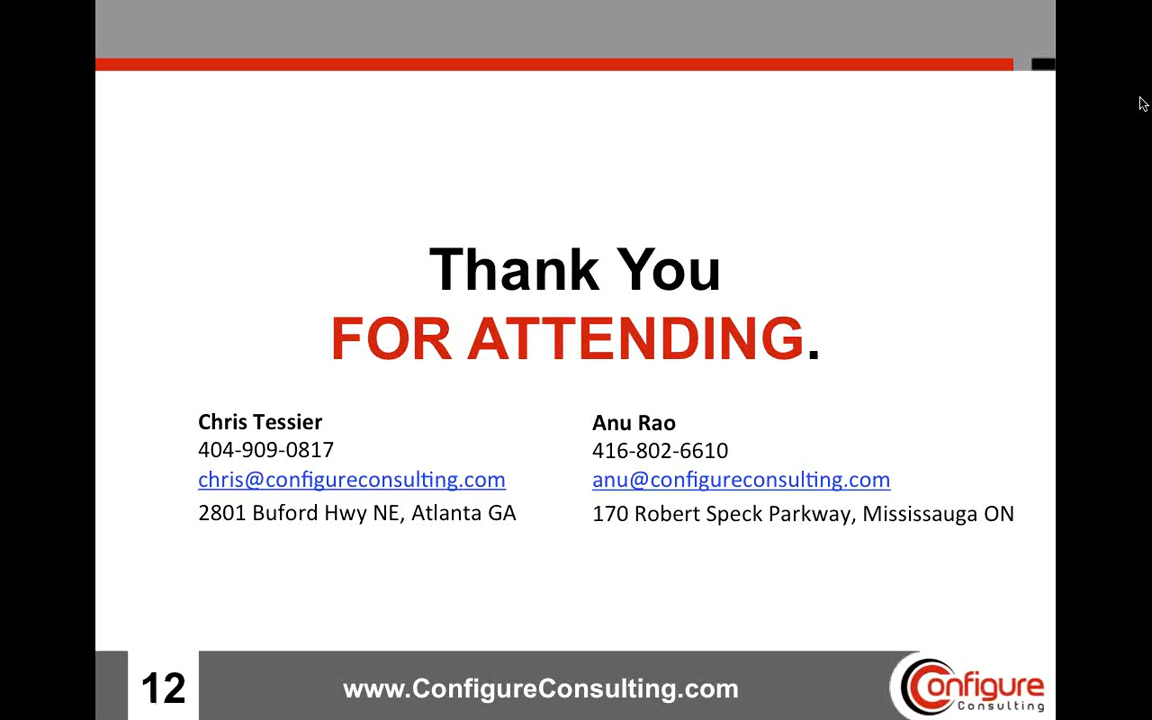 Thank You
FOR ATTENDING.
Chris Tessier
404-909-0817
chris@configureconsulting.com
2801 Buford Hwy NE, Atlanta GA
Anu Rao
416-802-6610
anu@configureconsulting.com
170 Robert Speck Parkway, Mississauga ON
12
www.ConfigureConsulting.com
Configure
Consulting